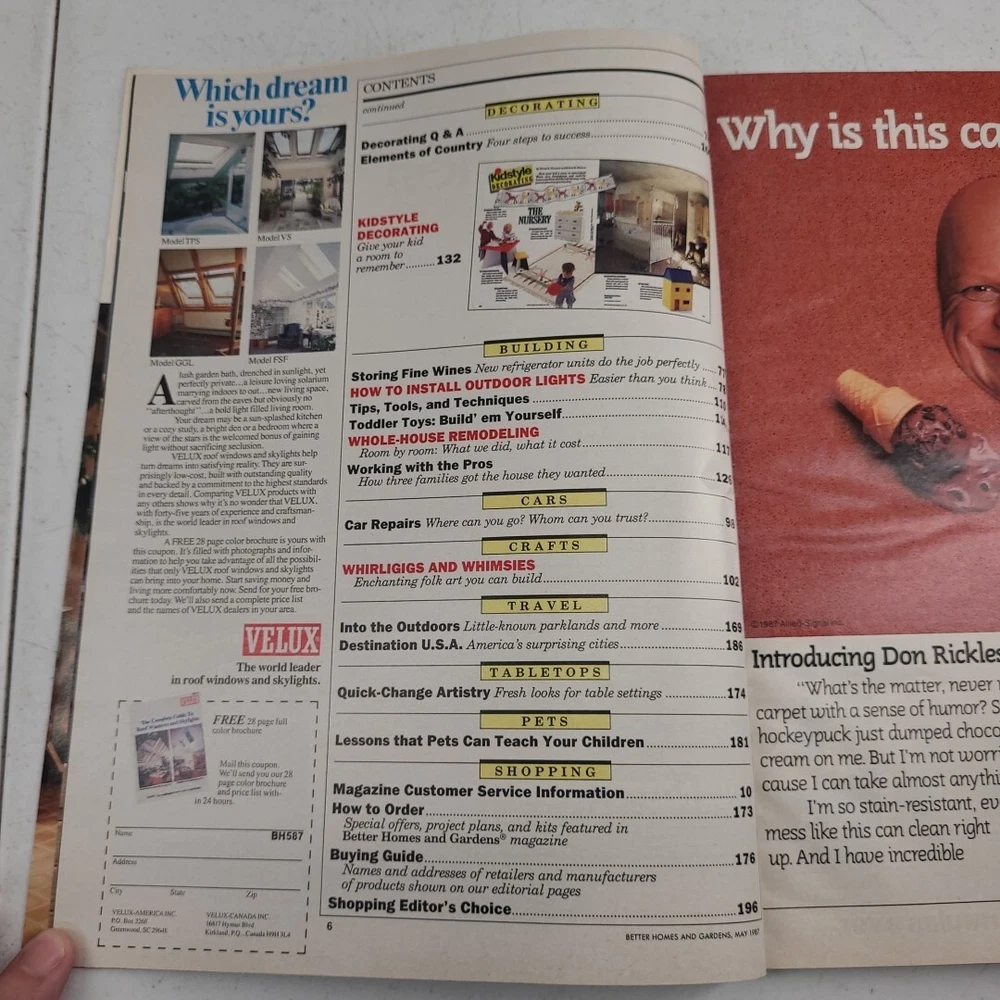 Which dream
is yours?
Model TPS
Model VS
Model GGL
Model FSF
A lush garden bath, drenched in sunlight, yet
perfectly private...a leisure loving solarium
marrying indoors to out...new living space,
carved from the eaves but obviously no
"afterthought"...a bold light filled living room.
Your dream may be a sun-splashed kitchen
or a cozy study, a bright den or a bedroom where a
view of the stars is the welcomed bonus of gaining
light without sacrificing seclusion.
VELUX roof windows and skylights help
turn dreams into satisfying reality. They are sur-
prisingly low-cost, built with outstanding quality
and backed by a commitment to the highest standards
in every detail. Comparing VELUX products with
any others shows why it's no wonder that VELUX,
with forty-five years of experience and craftsman-
ship, is the world leader in roof windows and
skylights.
A FREE 28 page color brochure is yours with
this coupon. It's filled with photographs and infor-
mation to help you take advantage of all the possibil-
ities that only VELUX roof windows and skylights
can bring into your home. Start saving money and
living more comfortably now. Send for your free bro-
chure today. We'll also send a complete price list
and the names of VELUX dealers in your area.
VELUX
The world leader
in roof windows and skylights.
FREE 28 page full
color brochure
Mail this coupon.
We'll send you our 28
page color brochure
and price list with-
in 24 hours.
Name
BH587
Address
City State Zip
VELUX-AMERICA INC.
P.O. Box 3268
Greenwood, SC 29648
VELUX-CANADA INC.
16817 Hymus Blvd.
Kirkland, P.Q., Canada H9H 3L4
CONTENTS
continued
DECORATING
Decorating Q & A
Elements of Country Four steps to success
KIDSTYLE
DECORATING
Give your kid
a room to
remember.........132
Kidstyle
DECORATING
THE
NURSERY
BUILDING
Storing Fine Wines New refrigerator units do the job perfectly
HOW TO INSTALL OUTDOOR LIGHTS Easier than you think
Tips, Tools, and Techniques
Toddler Toys: Build' em Yourself
WHOLE-HOUSE REMODELING
Room by room: What we did, what it cost
Working with the Pros
How three families got the house they wanted
CARS
Car Repairs Where can you go? Whom can you trust?.....98
CRAFTS
WHIRLIGIGS AND WHIMSIES
Enchanting folk art you can build.....102
TRAVEL
Into the Outdoors Little-known parklands and more.....169
Destination U.S.A. America's surprising cities.....186
TABLETOPS
Quick-Change Artistry Fresh looks for table settings.....174
PETS
Lessons that Pets Can Teach Your Children.....181
SHOPPING
Magazine Customer Service Information.....10
How to Order.....173
Special offers, project plans, and kits featured in
Better Homes and Gardens® magazine
Buying Guide.....176
Names and addresses of retailers and manufacturers
of products shown on our editorial pages
Shopping Editor's Choice.....196
6
BETTER HOMES AND GARDENS, MAY 1987
Why is this ca
©1987 Allied-Signal Inc.
Introducing Don Rickles
"What's the matter, never
carpet with a sense of humor? S
hockeypuck just dumped choco
cream on me. But I'm not worri
cause I can take almost anythi
I'm so stain-resistant, ev
mess like this can clean right
up. And I have incredible